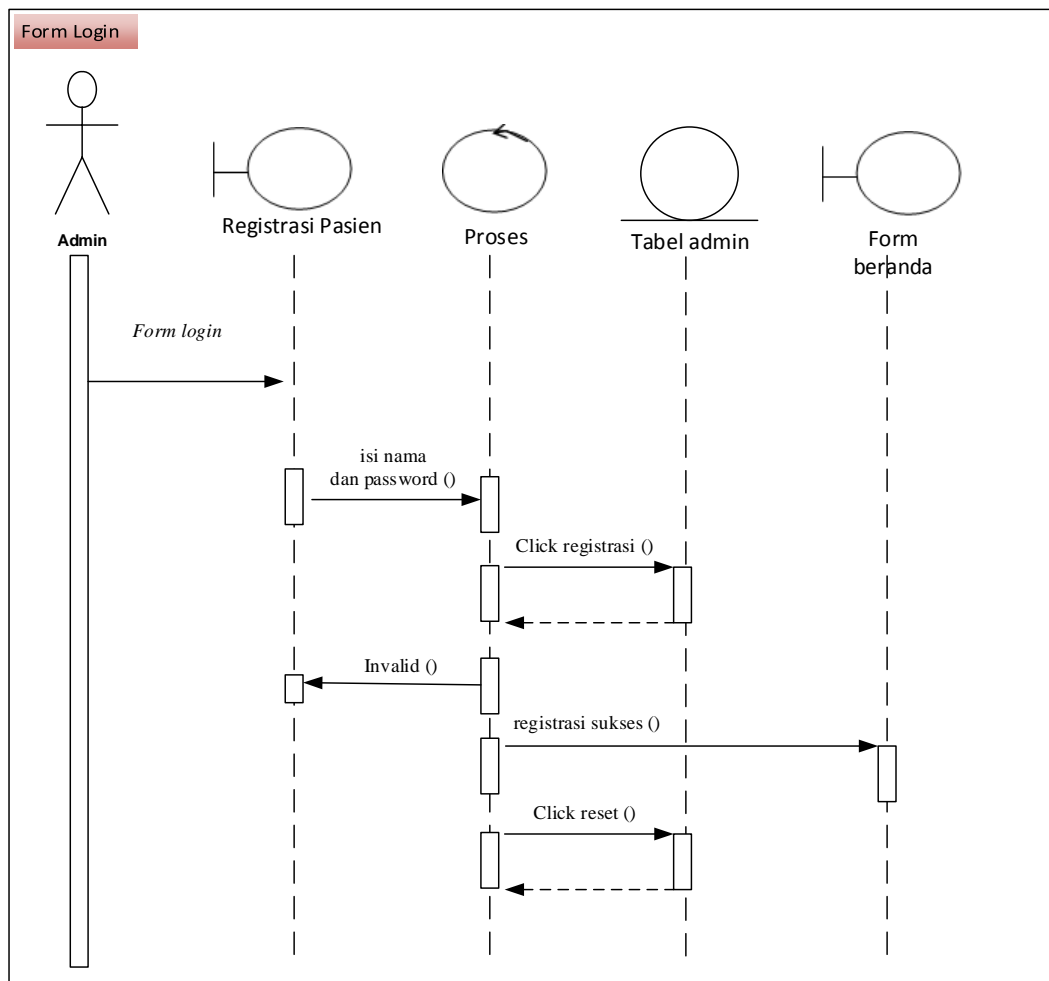 Form Login
Admin
Registrasi Pasien
Proses
Tabel admin
Form
beranda
Form login
isi nama
dan password ()
Click registrasi ()
Invalid ()
registrasi sukses ()
Click reset ()